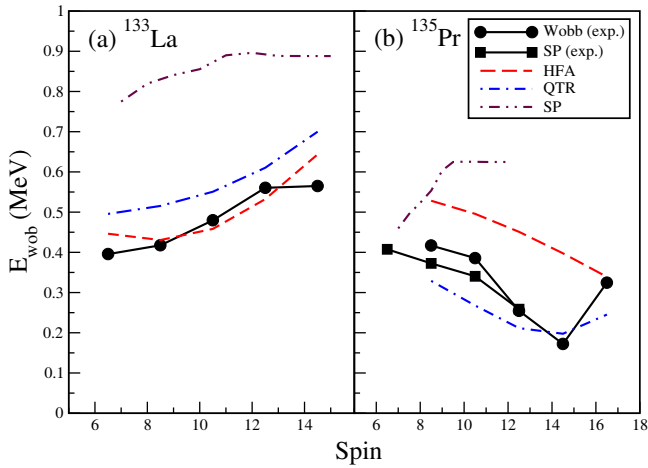 (a) ¹³³La
(b) ¹³⁵Pr
Wobb (exp.)
SP (exp.)
HFA
QTR
SP
E_wob (MeV)
1
0.9
0.8
0.7
0.6
0.5
0.4
0.3
0.2
0.1
0
6 8 10 12 14 6 8 10 12 14 16 18
Spin